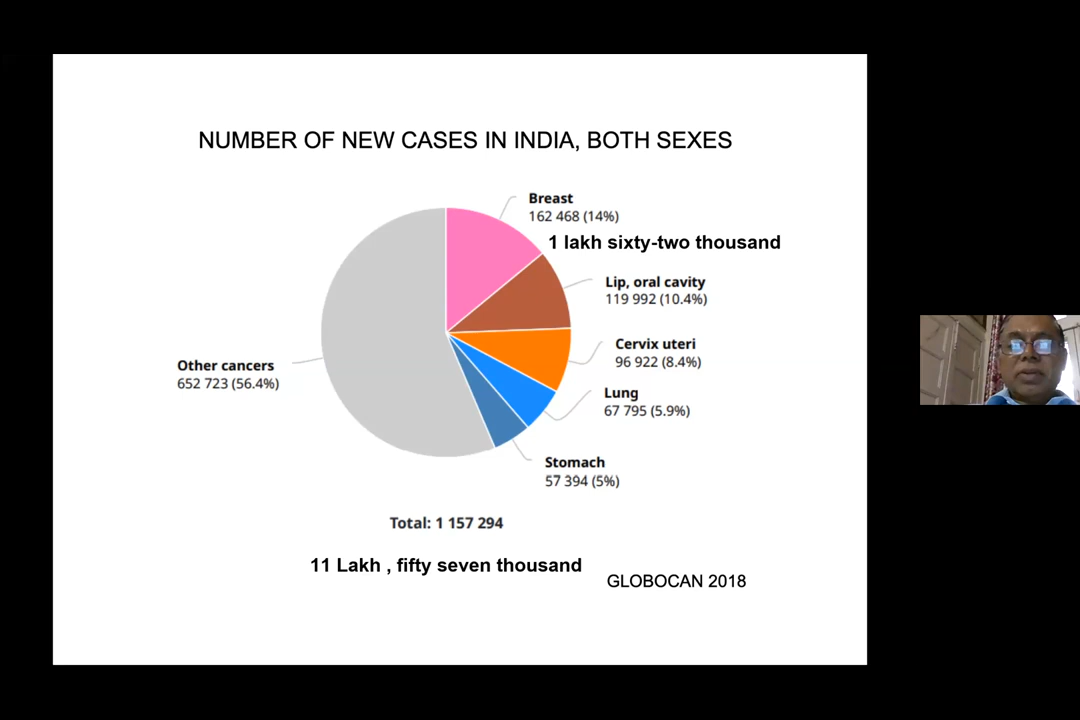 NUMBER OF NEW CASES IN INDIA, BOTH SEXES
Breast
162 468 (14%)
1 lakh sixty-two thousand
Lip, oral cavity
119 992 (10.4%)
Cervix uteri
96 922 (8.4%)
Other cancers
652 723 (56.4%)
Lung
67 795 (5.9%)
Stomach
57 394 (5%)
Total: 1 157 294
11 Lakh , fifty seven thousand
GLOBOCAN 2018